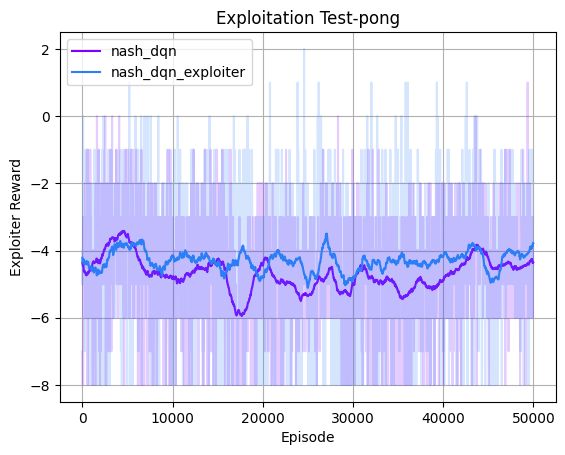 Exploitation Test-pong
nash_dqn
nash_dqn_exploiter
2
0
−2
−4
−6
−8
Exploiter Reward
0 10000 20000 30000 40000 50000
Episode